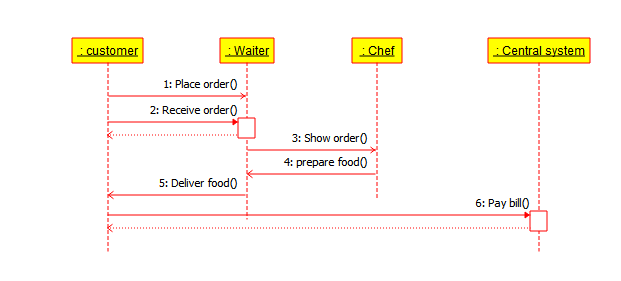 : customer
: Waiter
: Chef
: Central system
1: Place order()
2: Receive order()
3: Show order()
4: prepare food()
5: Deliver food()
6: Pay bill()